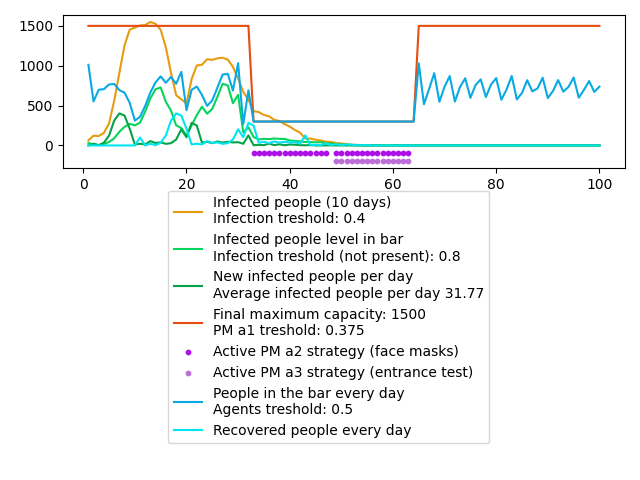 1500
1000
500
0
0
20
40
60
80
100
Infected people (10 days)
Infection treshold: 0.4
Infected people level in bar
Infection treshold (not present): 0.8
New infected people per day
Average infected people per day 31.77
Final maximum capacity: 1500
PM a1 treshold: 0.375
Active PM a2 strategy (face masks)
Active PM a3 strategy (entrance test)
People in the bar every day
Agents treshold: 0.5
Recovered people every day